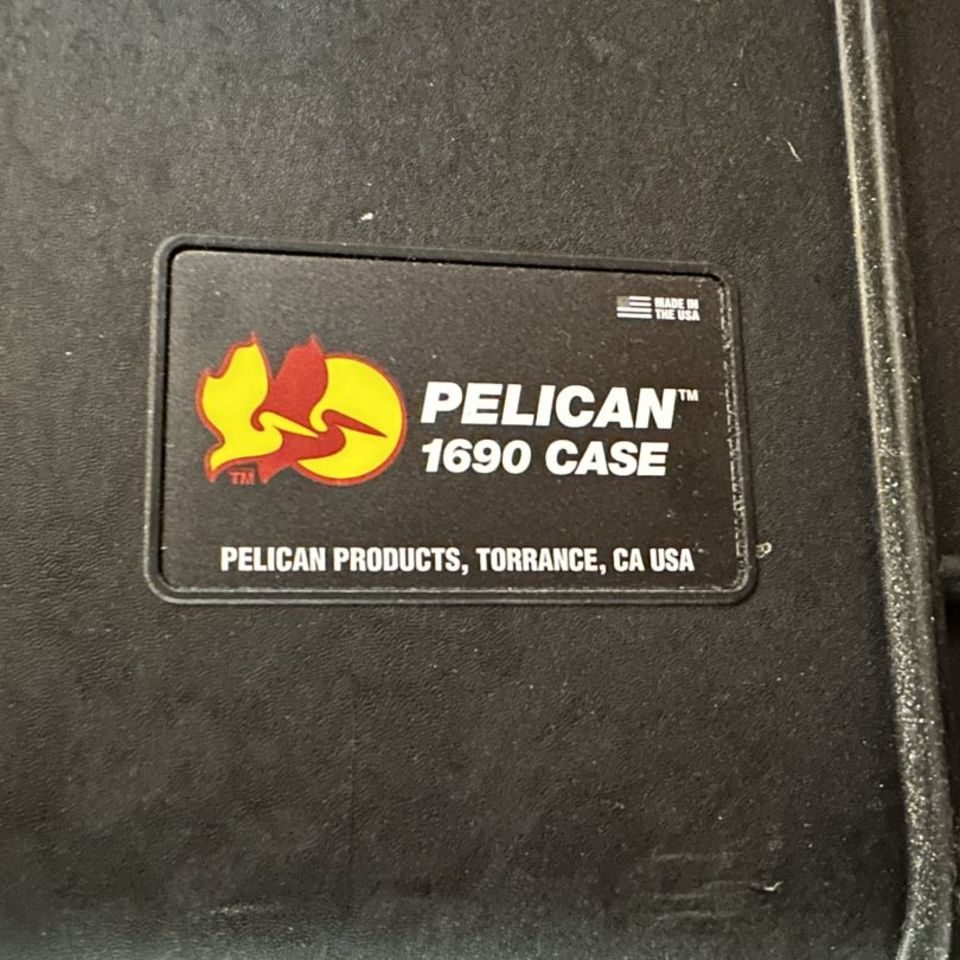 MADE IN
THE USA
PELICAN™
1690 CASE
TM
PELICAN PRODUCTS, TORRANCE, CA USA